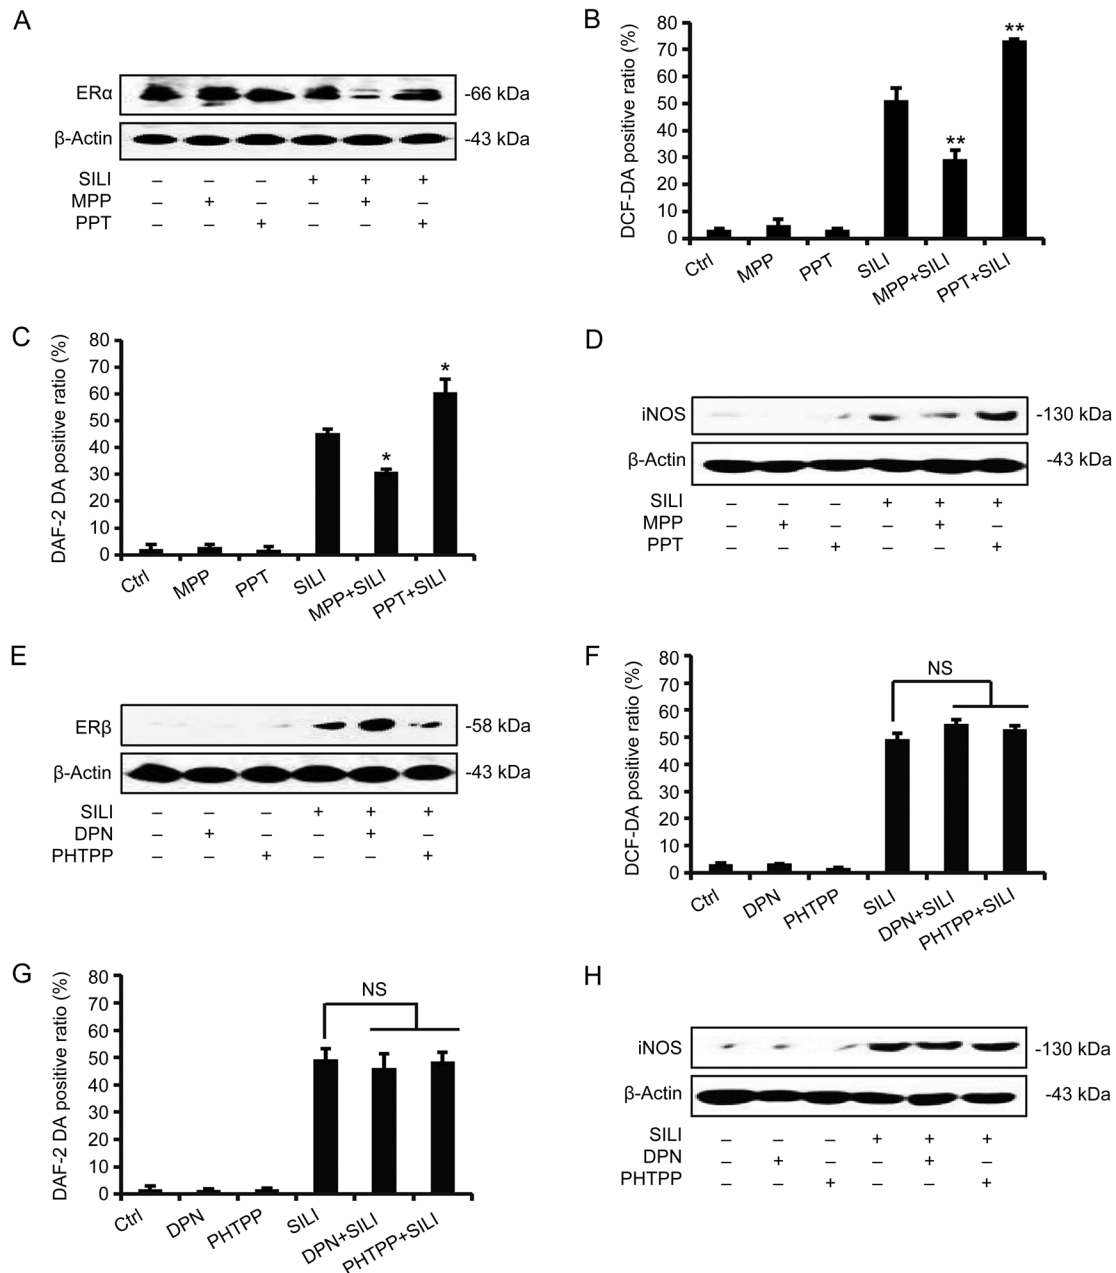 A
ERα
-66 kDa
β-Actin
-43 kDa
SILI – – – + + +
MPP – + – – + –
PPT – – + – – +
B
DCF-DA positive ratio (%)
80
70
60
50
40
30
20
10
0
** **
Ctrl MPP PPT SILI MPP+SILI PPT+SILI
C
DAF-2 DA positive ratio (%)
80
70
60
50
40
30
20
10
0
* *
Ctrl MPP PPT SILI MPP+SILI PPT+SILI
D
iNOS
-130 kDa
β-Actin
-43 kDa
SILI – – – + + +
MPP – + – – + –
PPT – – + – – +
E
ERβ
-58 kDa
β-Actin
-43 kDa
SILI – – – + + +
DPN – + – – + –
PHTPP – – + – – +
F
DCF-DA positive ratio (%)
80
70
60
50
40
30
20
10
0
NS
Ctrl DPN PHTPP SILI DPN+SILI PHTPP+SILI
G
DAF-2 DA positive ratio (%)
80
70
60
50
40
30
20
10
0
NS
Ctrl DPN PHTPP SILI DPN+SILI PHTPP+SILI
H
iNOS
-130 kDa
β-Actin
-43 kDa
SILI – – – + + +
DPN – + – – + –
PHTPP – – + – – +